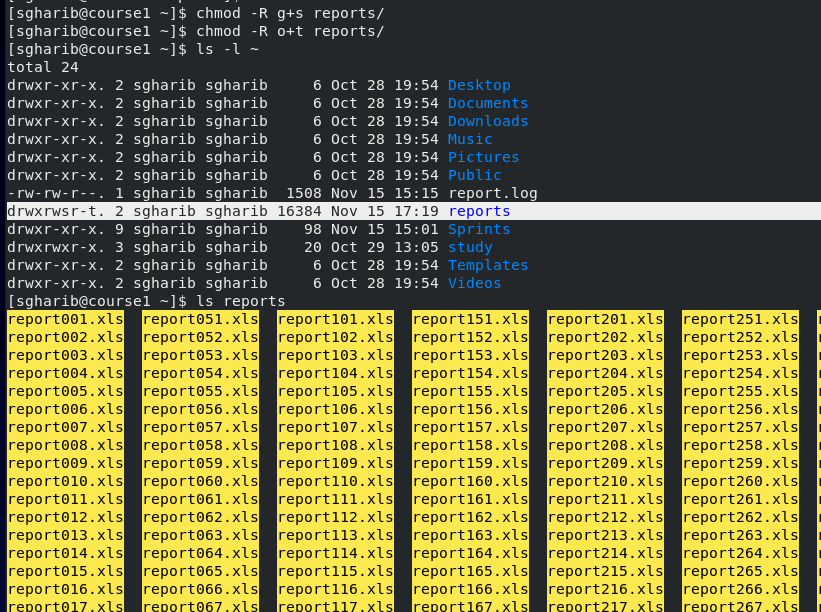 [sgharib@course1 ~]$ chmod -R g+s reports/
[sgharib@course1 ~]$ chmod -R o+t reports/
[sgharib@course1 ~]$ ls -l ~
total 24
drwxr-xr-x. 2 sgharib sgharib     6 Oct 28 19:54 Desktop
drwxr-xr-x. 2 sgharib sgharib     6 Oct 28 19:54 Documents
drwxr-xr-x. 2 sgharib sgharib     6 Oct 28 19:54 Downloads
drwxr-xr-x. 2 sgharib sgharib     6 Oct 28 19:54 Music
drwxr-xr-x. 2 sgharib sgharib     6 Oct 28 19:54 Pictures
drwxr-xr-x. 2 sgharib sgharib     6 Oct 28 19:54 Public
-rw-rw-r--. 1 sgharib sgharib  1508 Nov 15 15:15 report.log
drwxrwsr-t. 2 sgharib sgharib 16384 Nov 15 17:19 reports
drwxr-xr-x. 9 sgharib sgharib    98 Nov 15 15:01 Sprints
drwxrwxr-x. 3 sgharib sgharib    20 Oct 29 13:05 study
drwxr-xr-x. 2 sgharib sgharib     6 Oct 28 19:54 Templates
drwxr-xr-x. 2 sgharib sgharib     6 Oct 28 19:54 Videos
[sgharib@course1 ~]$ ls reports
report001.xls  report051.xls  report101.xls  report151.xls  report201.xls  report251.xls
report002.xls  report052.xls  report102.xls  report152.xls  report202.xls  report252.xls
report003.xls  report053.xls  report103.xls  report153.xls  report203.xls  report253.xls
report004.xls  report054.xls  report104.xls  report154.xls  report204.xls  report254.xls
report005.xls  report055.xls  report105.xls  report155.xls  report205.xls  report255.xls
report006.xls  report056.xls  report106.xls  report156.xls  report206.xls  report256.xls
report007.xls  report057.xls  report107.xls  report157.xls  report207.xls  report257.xls
report008.xls  report058.xls  report108.xls  report158.xls  report208.xls  report258.xls
report009.xls  report059.xls  report109.xls  report159.xls  report209.xls  report259.xls
report010.xls  report060.xls  report110.xls  report160.xls  report210.xls  report260.xls
report011.xls  report061.xls  report111.xls  report161.xls  report211.xls  report261.xls
report012.xls  report062.xls  report112.xls  report162.xls  report212.xls  report262.xls
report013.xls  report063.xls  report113.xls  report163.xls  report213.xls  report263.xls
report014.xls  report064.xls  report114.xls  report164.xls  report214.xls  report264.xls
report015.xls  report065.xls  report115.xls  report165.xls  report215.xls  report265.xls
report016.xls  report066.xls  report116.xls  report166.xls  report216.xls  report266.xls
report017.xls  report067.xls  report117.xls  report167.xls  report217.xls  report267.xls